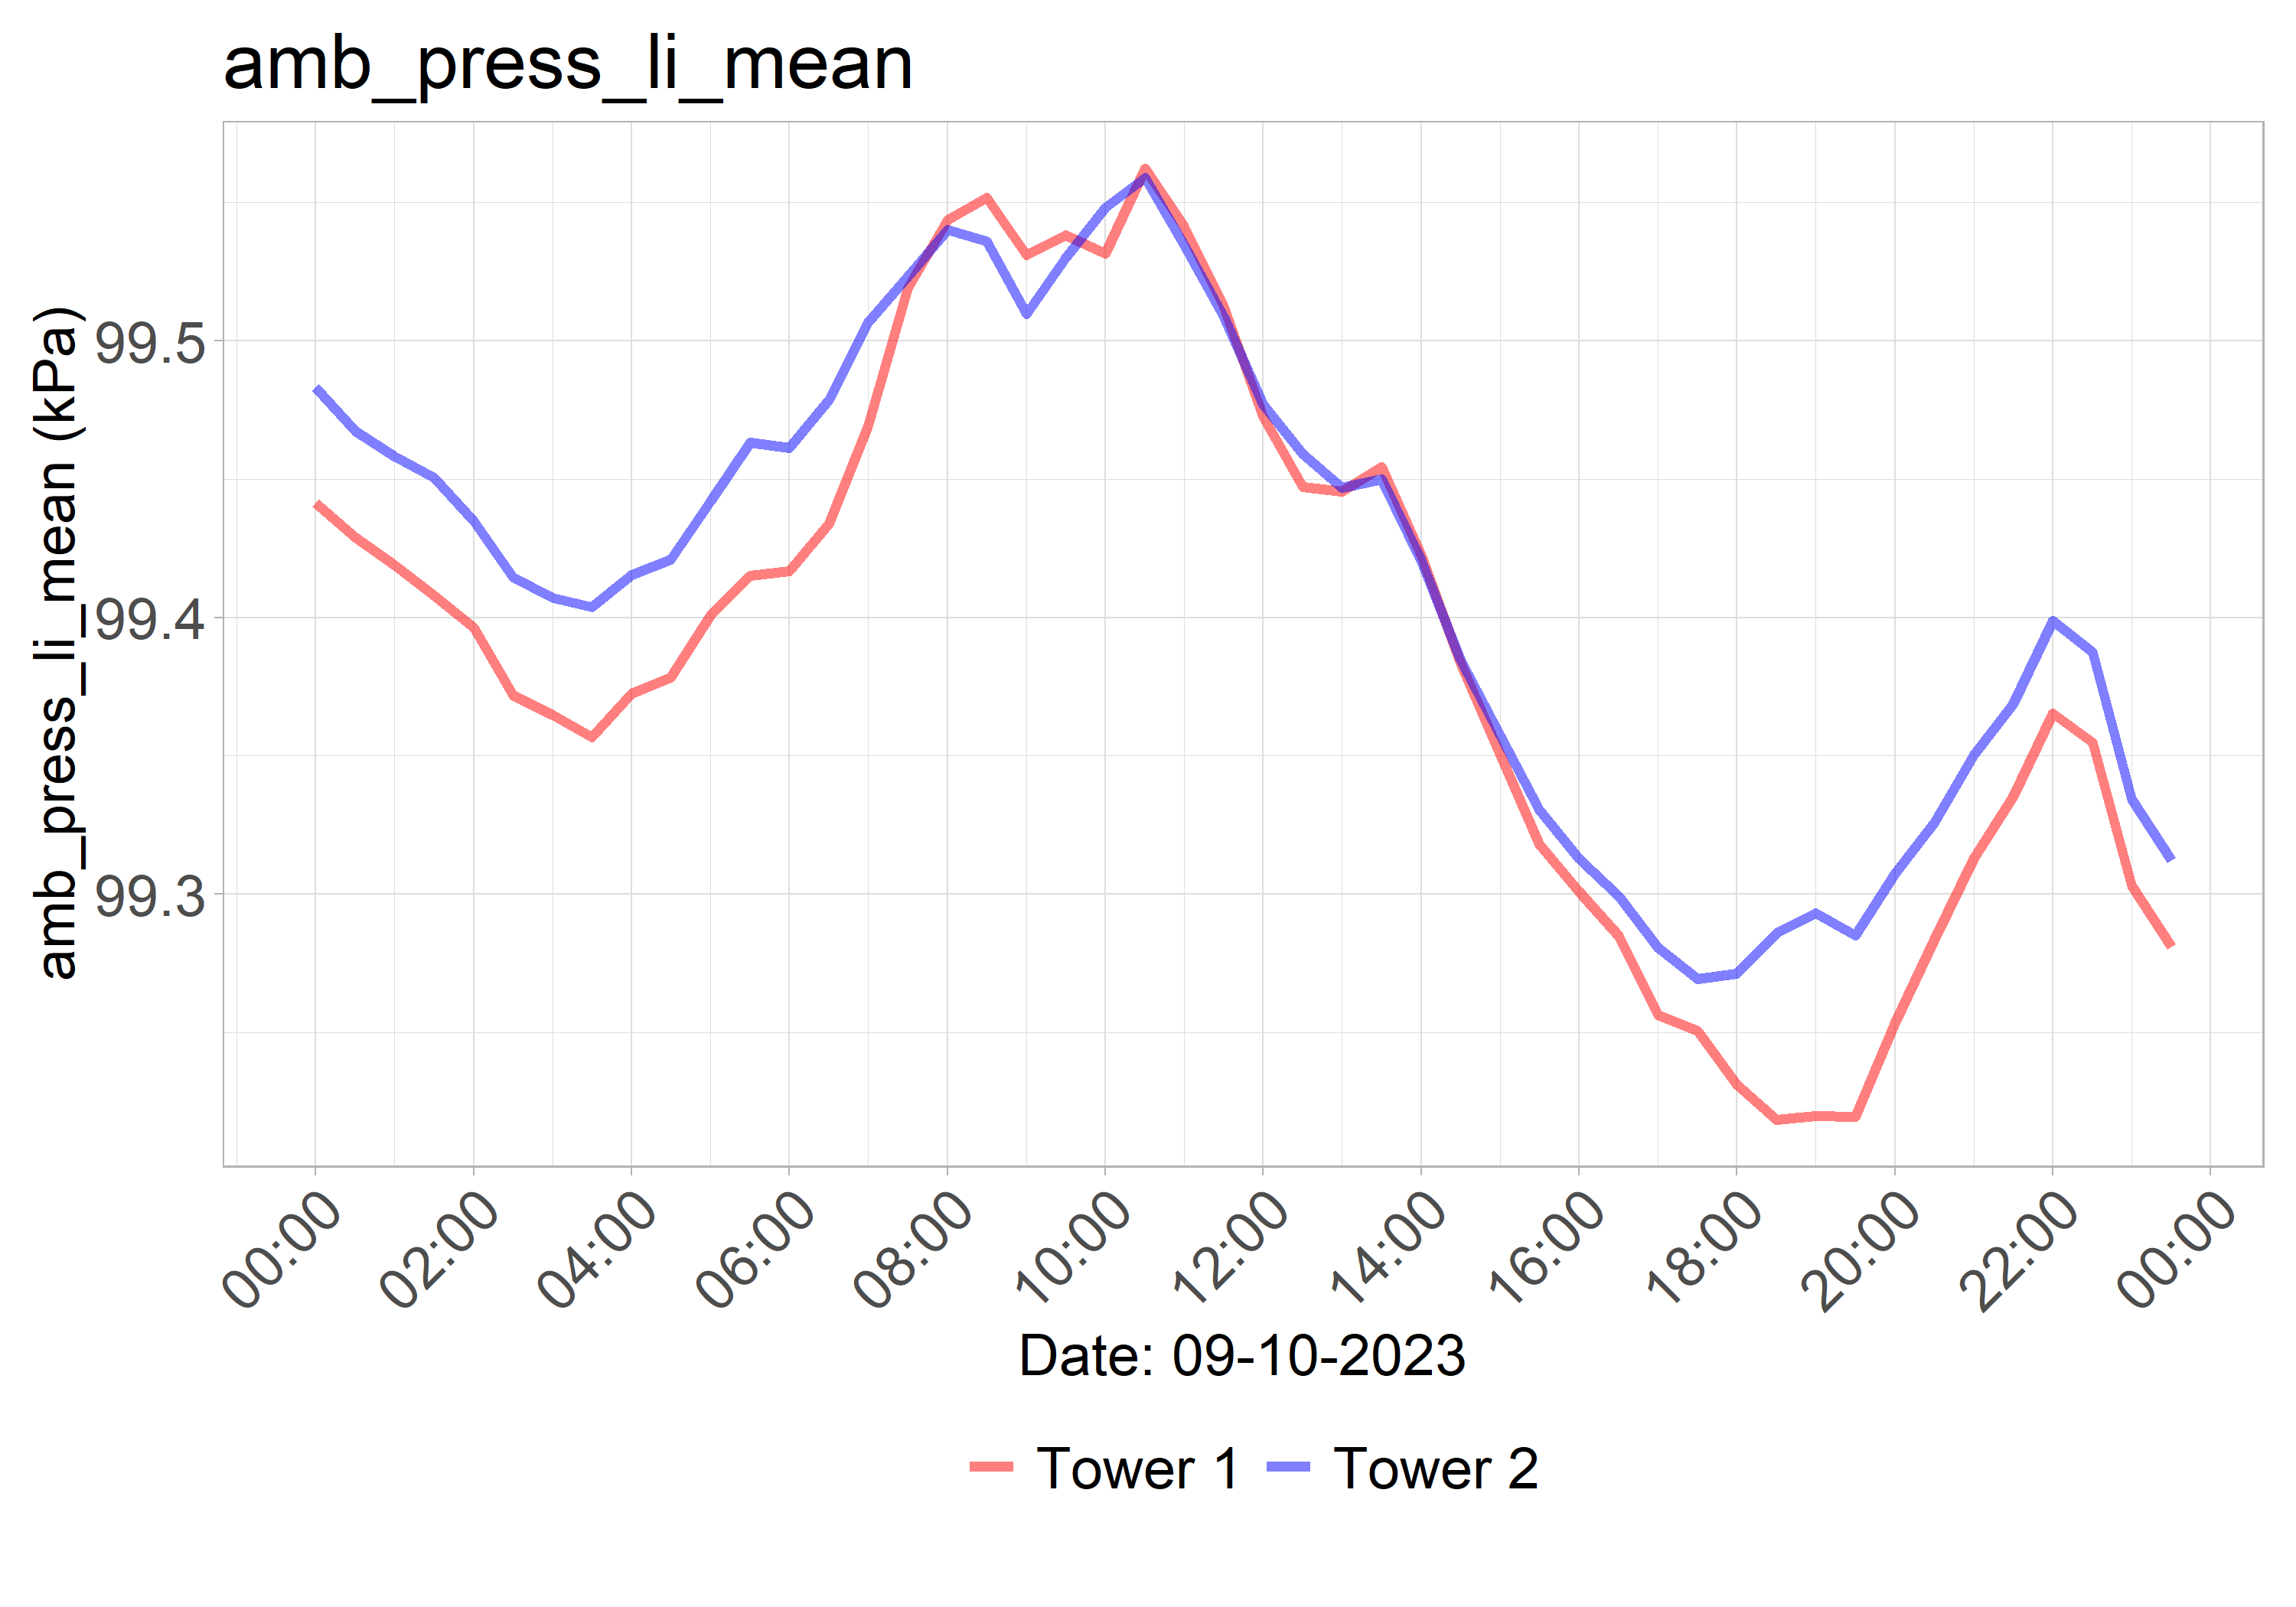 amb_press_li_mean
amb_press_li_mean (kPa)
99.5
99.4
99.3
00:00 02:00 04:00 06:00 08:00 10:00 12:00 14:00 16:00 18:00 20:00 22:00 00:00
Date: 09-10-2023
Tower 1 Tower 2